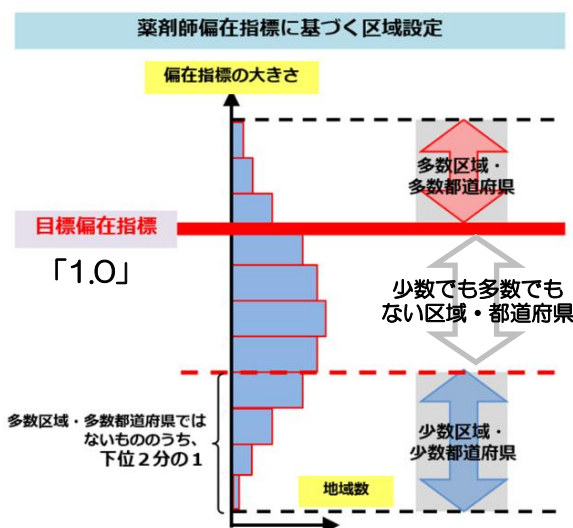 薬剤師偏在指標に基づく区域設定
偏在指標の大きさ
多数区域・
多数都道府県
目標偏在指標
「1.0」
少数でも多数でも
ない区域・都道府県
多数区域・多数都道府県では
ないもののうち、
下位２分の１
少数区域・
少数都道府県
地域数